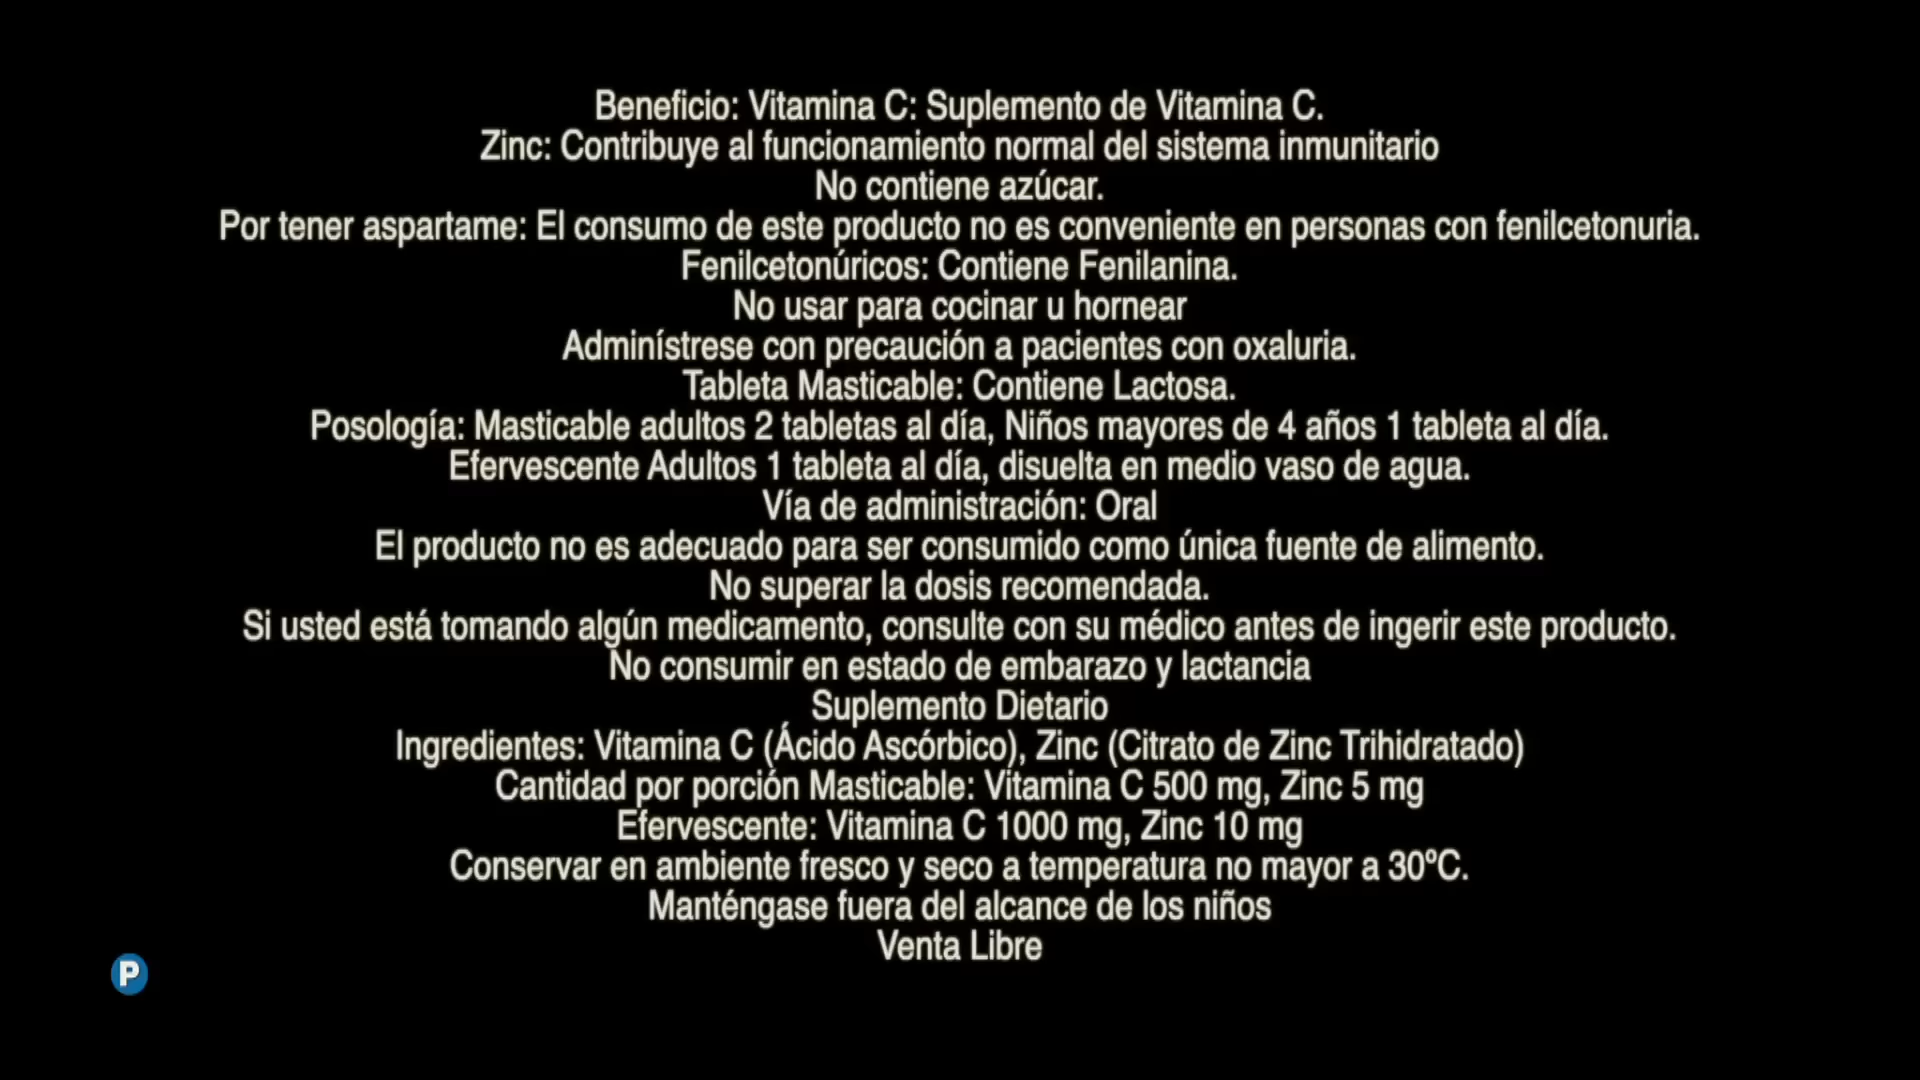 Beneficio: Vitamina C: Suplemento de Vitamina C.
Zinc: Contribuye al funcionamiento normal del sistema inmunitario
No contiene azúcar.
Por tener aspartame: El consumo de este producto no es conveniente en personas con fenilcetonuria.
Fenilcetonúricos: Contiene Fenilanina.
No usar para cocinar u hornear
Adminístrese con precaución a pacientes con oxaluria.
Tableta Masticable: Contiene Lactosa.
Posología: Masticable adultos 2 tabletas al día, Niños mayores de 4 años 1 tableta al día.
Efervescente Adultos 1 tableta al día, disuelta en medio vaso de agua.
Vía de administración: Oral
El producto no es adecuado para ser consumido como única fuente de alimento.
No superar la dosis recomendada.
Si usted está tomando algún medicamento, consulte con su médico antes de ingerir este producto.
No consumir en estado de embarazo y lactancia
Suplemento Dietario
Ingredientes: Vitamina C (Ácido Ascórbico), Zinc (Citrato de Zinc Trihidratado)
Cantidad por porción Masticable: Vitamina C 500 mg, Zinc 5 mg
Efervescente: Vitamina C 1000 mg, Zinc 10 mg
Conservar en ambiente fresco y seco a temperatura no mayor a 30ºC.
Manténgase fuera del alcance de los niños
Venta Libre
P